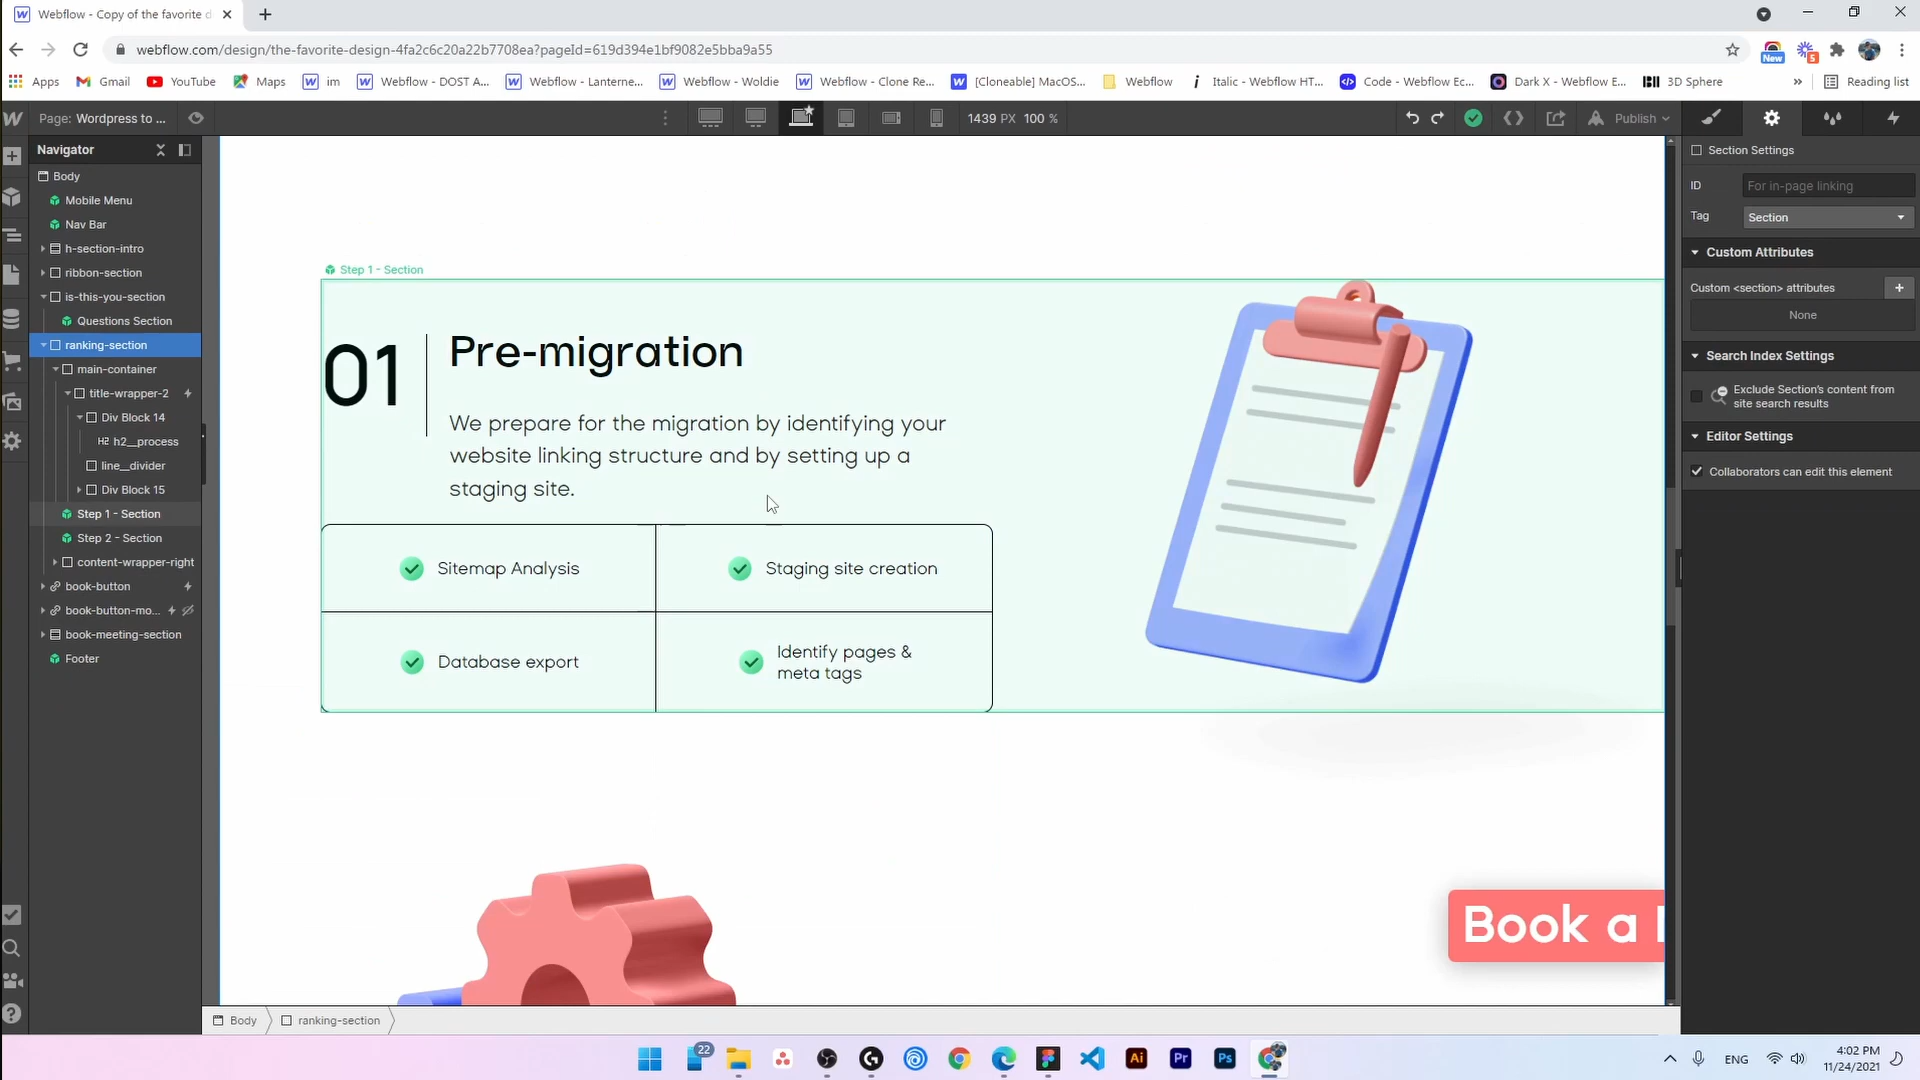 Webflow - Copy of the favorite d
webflow.com/design/the-favorite-design-4fa2c6c20a22b7708ea?pageId=619d394e1bf9082e5bba9a55
New
5
Apps
Gmail
YouTube
Maps
im
Webflow - DOST A...
Webflow - Lanterne...
Webflow - Woldie
Webflow - Clone Re...
[Cloneable] MacOS...
Webflow
Italic - Webflow HT...
Code - Webflow Ec...
Dark X - Webflow E...
3D Sphere
»
Reading list
Page: Wordpress to ...
1439 PX 100 %
Publish
Navigator
Body
Mobile Menu
Nav Bar
h-section-intro
ribbon-section
is-this-you-section
Questions Section
ranking-section
main-container
title-wrapper-2
Div Block 14
H2 h2__process
line__divider
Div Block 15
Step 1 - Section
Step 2 - Section
content-wrapper-right
book-button
book-button-mo...
book-meeting-section
Footer
Step 1 - Section
01
Pre-migration
We prepare for the migration by identifying your
website linking structure and by setting up a
staging site.
Sitemap Analysis
Staging site creation
Database export
Identify pages &
meta tags
Book a
Section Settings
ID
For in-page linking
Tag
Section
Custom Attributes
Custom <section> attributes
+
None
Search Index Settings
Exclude Section's content from
site search results
Editor Settings
Collaborators can edit this element
Body
ranking-section
22
Ai
Pr
Ps
ENG
4:02 PM
11/24/2021